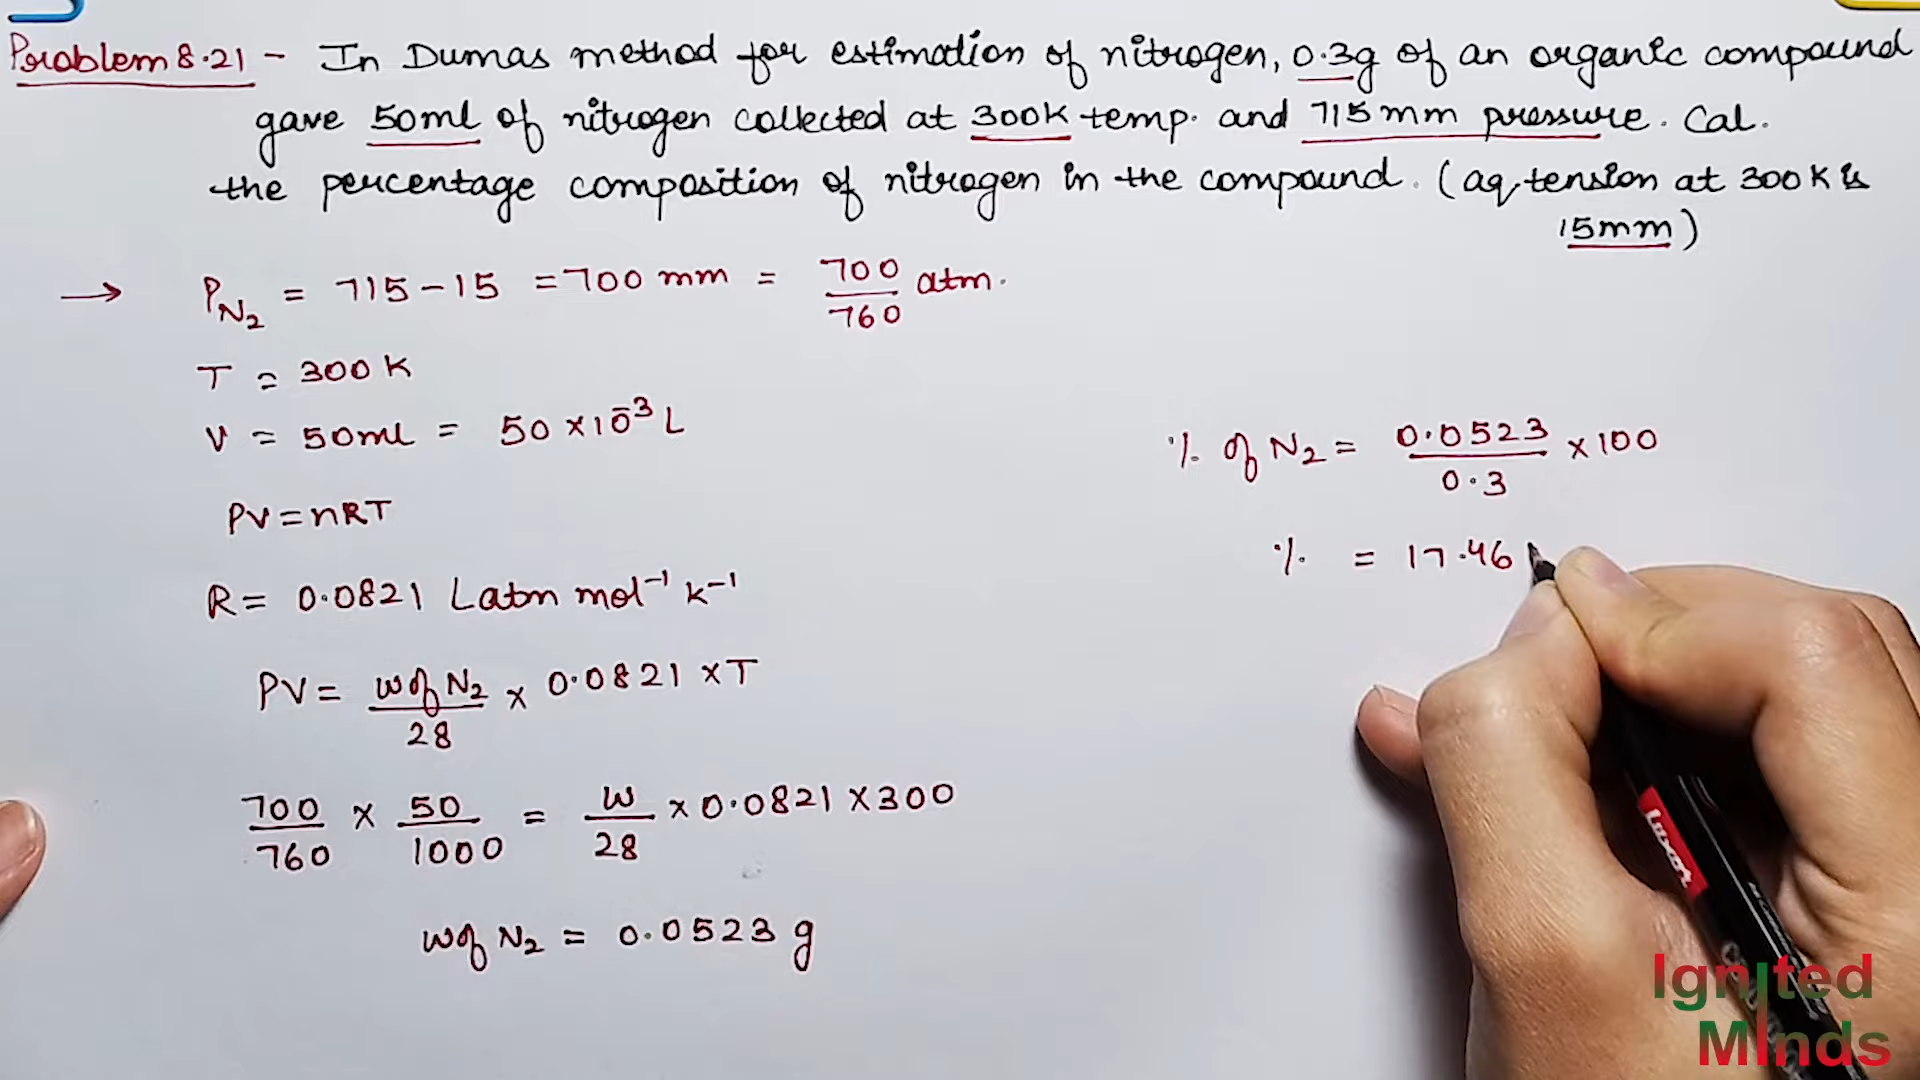 Problem 8.21 - In Dumas method for estimation of nitrogen, 0.3g of an organic compound
gave 50ml of nitrogen collected at 300K temp. and 715mm pressure. Cal.
the percentage composition of nitrogen in the compound. (aq. tension at 300K is
15mm)
→ P_N₂ = 715 - 15 = 700 mm = 700/760 atm.
T = 300 K
V = 50ml = 50 × 10⁻³ L
% of N₂ = 0.0523/0.3 × 100
PV = nRT
% = 17.46
R = 0.0821 L atm mol⁻¹ k⁻¹
PV = w of N₂/28 × 0.0821 × T
700/760 × 50/1000 = w/28 × 0.0821 × 300
w of N₂ = 0.0523 g
Luxor
Ignited
Minds